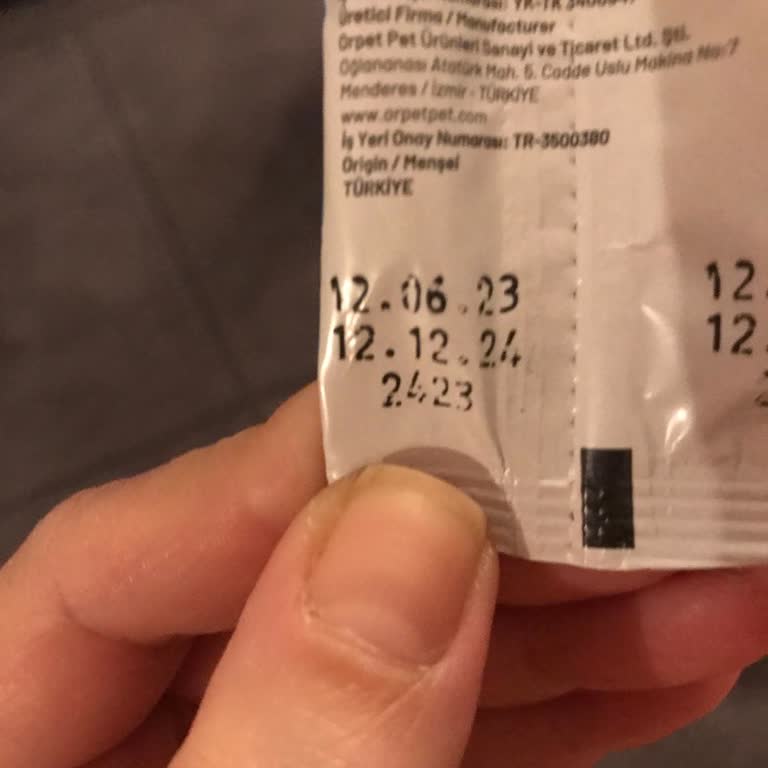 Üretici Firma / Manufacturer
Orpet Pet Ürünleri Sanayi ve Ticaret Ltd. Şti.
Oğlananası Atatürk Mah. 5. Cadde Uslu Makina No:7
Menderes / İzmir - TÜRKİYE
www.orpetpet.com
İş Yeri Onay Numarası: TR-3500380
Origin / Menşei
TÜRKİYE
12.06.23
12.12.24
2423
12.
12.